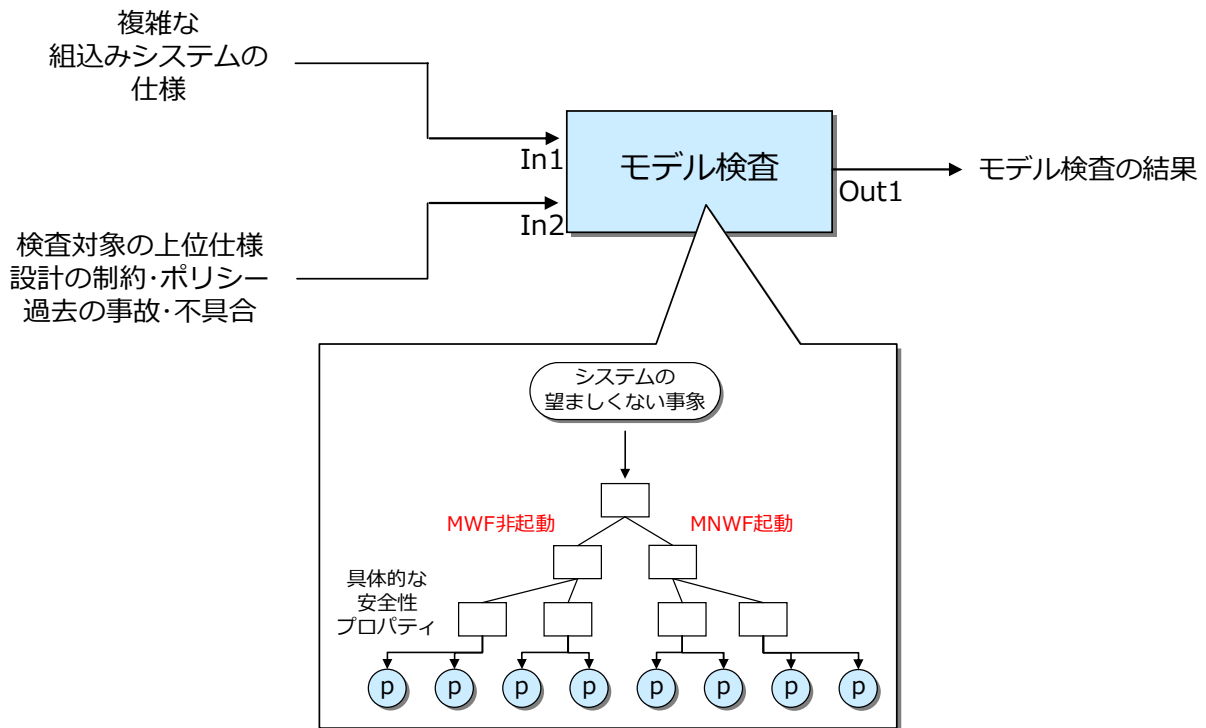 複雑な
組込みシステムの
仕様
In1
モデル検査
Out1
モデル検査の結果
In2
検査対象の上位仕様
設計の制約･ポリシー
過去の事故･不具合
システムの
望ましくない事象
MWF非起動
MNWF起動
具体的な
安全性
プロパティ
p p p p p p p p